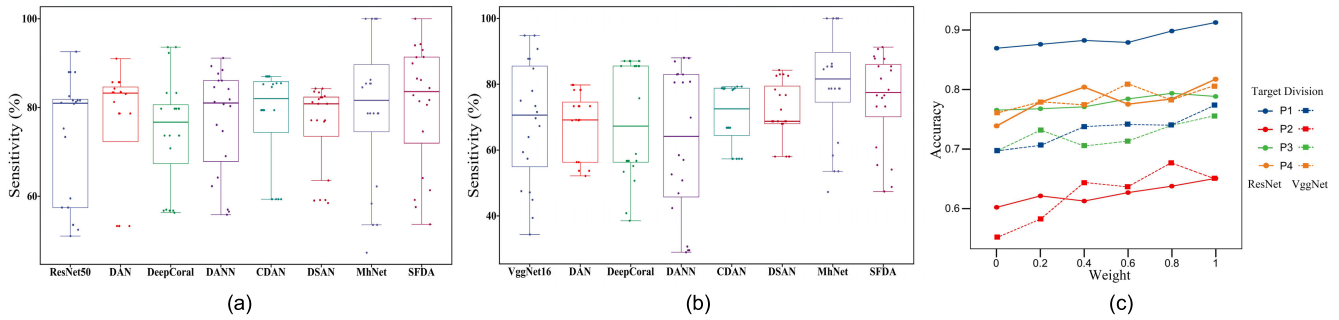 100
80
60
Sensitivity (%)
ResNet50 DAN DeepCoral DANN CDAN DSAN MhNet SFDA
(a)
100
80
60
40
Sensitivity (%)
VggNet16 DAN DeepCoral DANN CDAN DSAN MhNet SFDA
(b)
0.9
0.8
0.7
0.6
Accuracy
Target Division
P1
P2
P3
P4
ResNet VggNet
0 0.2 0.4 0.6 0.8 1
Weight
(c)